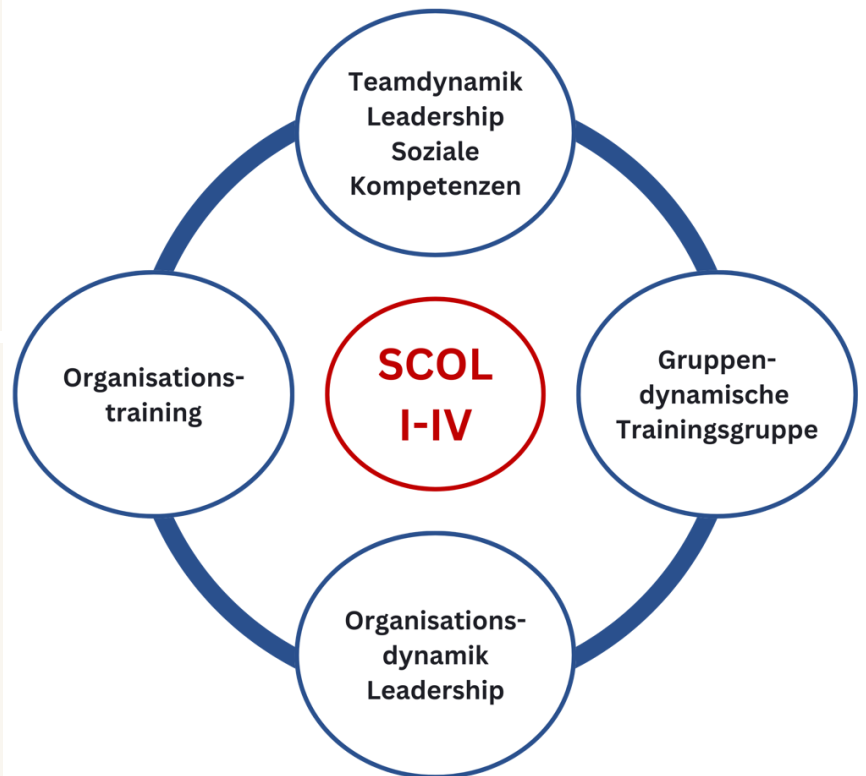 Teamdynamik
Leadership
Soziale
Kompetenzen
Organisations-
training
SCOL
I-IV
Gruppen-
dynamische
Trainingsgruppe
Organisations-
dynamik
Leadership